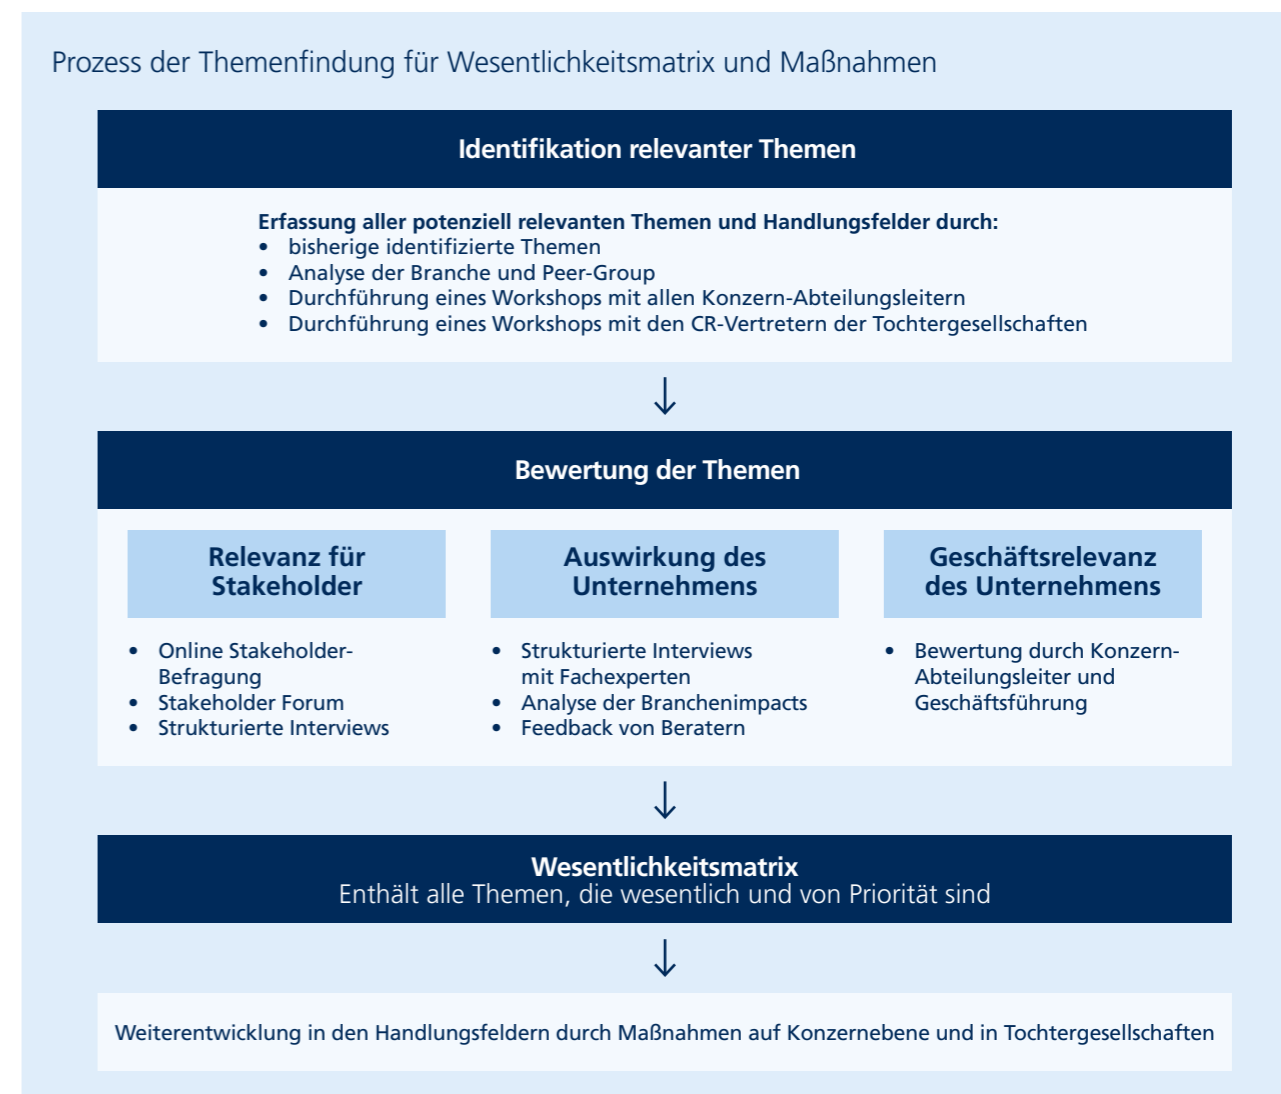 Prozess der Themenfindung für Wesentlichkeitsmatrix und Maßnahmen
Identifikation relevanter Themen
Erfassung aller potenziell relevanten Themen und Handlungsfelder durch:
• bisherige identifizierte Themen
• Analyse der Branche und Peer-Group
• Durchführung eines Workshops mit allen Konzern-Abteilungsleitern
• Durchführung eines Workshops mit den CR-Vertretern der Tochtergesellschaften
Bewertung der Themen
Relevanz für
Stakeholder
• Online Stakeholder-
Befragung
• Stakeholder Forum
• Strukturierte Interviews
Auswirkung des
Unternehmens
• Strukturierte Interviews
mit Fachexperten
• Analyse der Branchenimpacts
• Feedback von Beratern
Geschäftsrelevanz
des Unternehmens
• Bewertung durch Konzern-
Abteilungsleiter und
Geschäftsführung
Wesentlichkeitsmatrix
Enthält alle Themen, die wesentlich und von Priorität sind
Weiterentwicklung in den Handlungsfeldern durch Maßnahmen auf Konzernebene und in Tochtergesellschaften